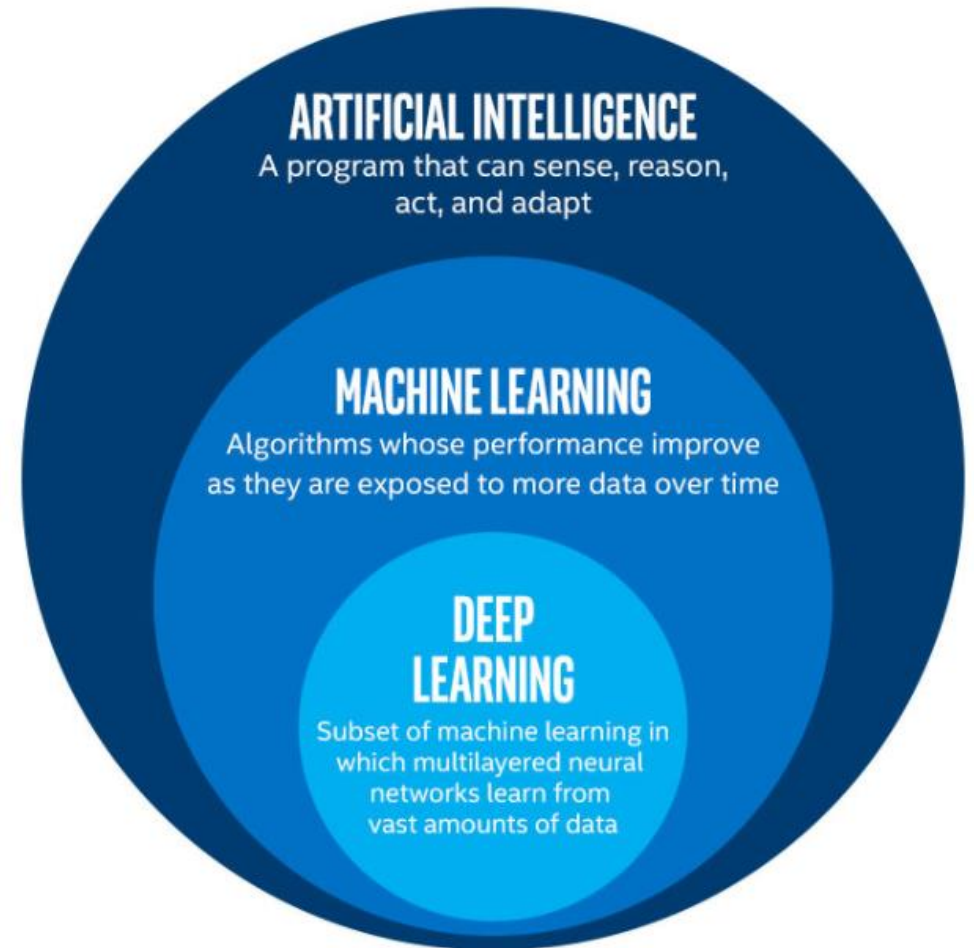 ARTIFICIAL INTELLIGENCE
A program that can sense, reason,
act, and adapt
MACHINE LEARNING
Algorithms whose performance improve
as they are exposed to more data over time
DEEP
LEARNING
Subset of machine learning in
which multilayered neural
networks learn from
vast amounts of data